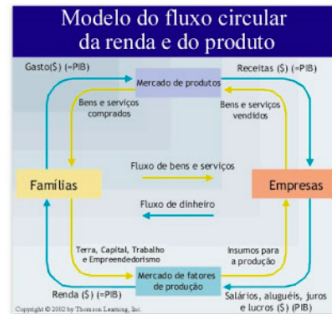 Modelo do fluxo circular
da renda e do produto
Gasto($) (=PIB)
Receitas ($) (=PIB)
Mercado de produtos
Bens e serviços
comprados
Bens e serviços
vendidos
Fluxo de bens e serviços
Famílias
Empresas
Fluxo de dinheiro
Terra, Capital, Trabalho
e Empreendedorismo
Insumos para
a produção
Mercado de fatores
de produção
Renda ($) (=PIB)
Salários, aluguéis, juros
e lucros ($) (PIB)
Copyright © 2002 by Thomson Learning, Inc.